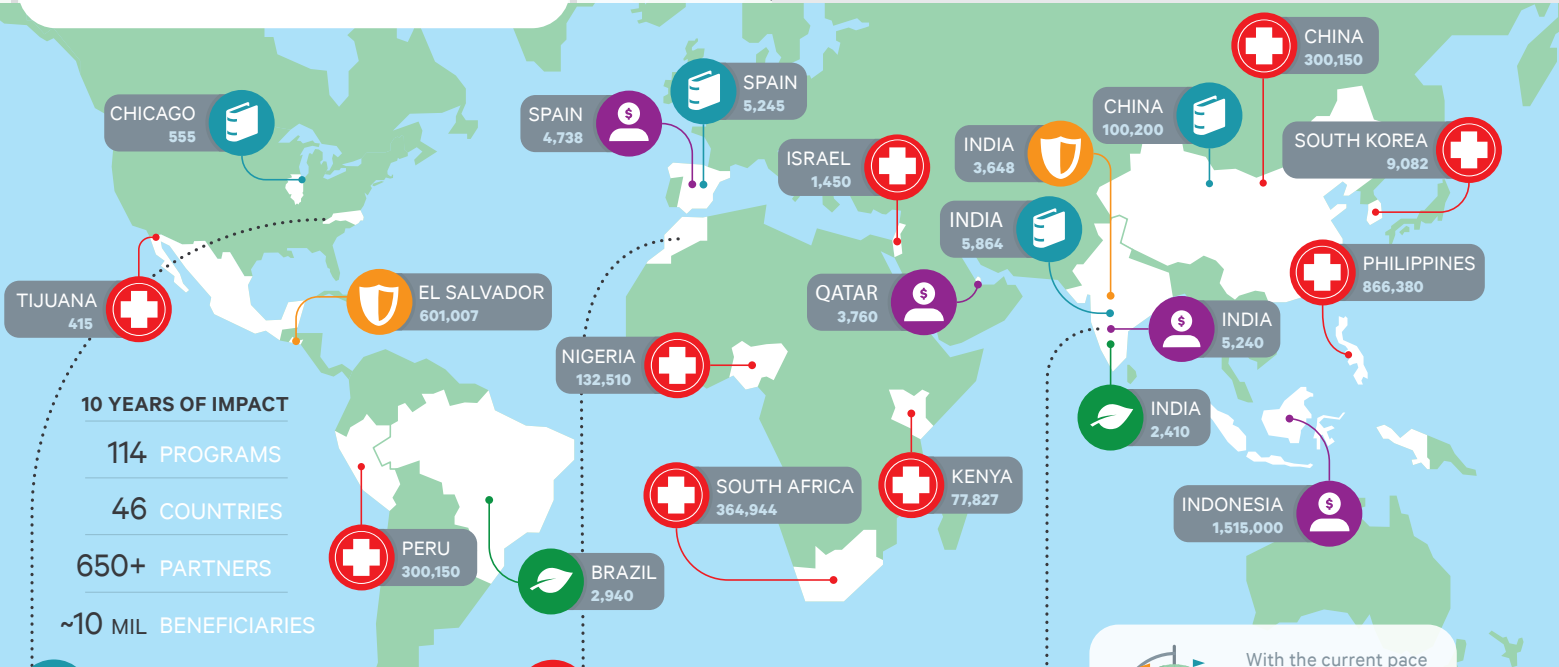 CHINA
300,150
SPAIN
5,245
CHICAGO
555
SPAIN
4,738
CHINA
100,200
SOUTH KOREA
9,082
INDIA
3,648
ISRAEL
1,450
INDIA
5,864
PHILIPPINES
866,380
TIJUANA
415
EL SALVADOR
601,007
QATAR
3,760
$
INDIA
5,240
$
$
NIGERIA
132,510
INDIA
2,410
10 YEARS OF IMPACT
114 PROGRAMS
46 COUNTRIES
650+ PARTNERS
~10 MIL BENEFICIARIES
SOUTH AFRICA
364,944
KENYA
77,827
INDONESIA
1,515,000
$
PERU
300,150
BRAZIL
2,940
With the current pace